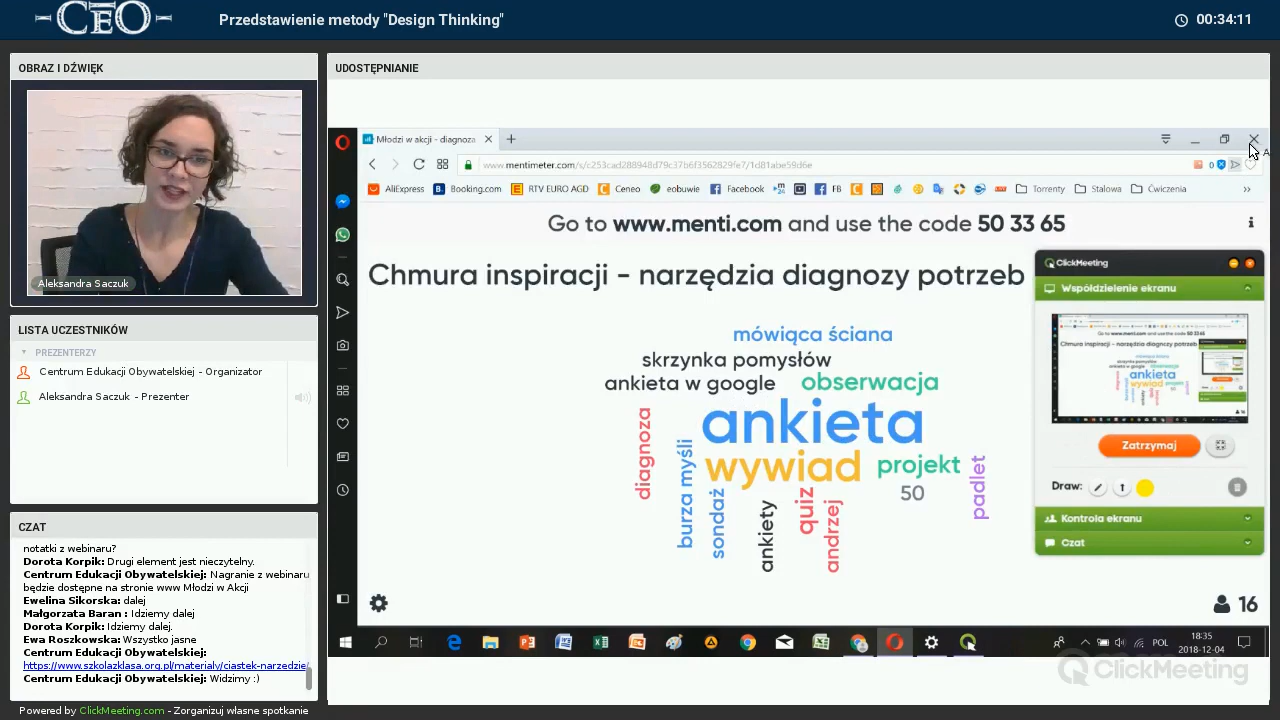 CEO
Przedstawienie metody "Design Thinking"
00:34:11
OBRAZ I DŹWIĘK
Aleksandra Saczuk
LISTA UCZESTNIKÓW
PREZENTERZY
Centrum Edukacji Obywatelskiej - Organizator
Aleksandra Saczuk - Prezenter
CZAT
notatki z webinaru?
Dorota Korpik: Drugi element jest nieczytelny.
Centrum Edukacji Obywatelskiej: Nagranie z webinaru
będzie dostępne na stronie www Młodzi w Akcji
Ewelina Sikorska: dalej
Małgorzata Baran : Idziemy dalej
Dorota Korpik: Idziemy dalej.
Ewa Roszkowska: Wszystko jasne
Centrum Edukacji Obywatelskiej:
https://www.szkolazklasa.org.pl/materialy/ciastek-narzedzie/
Centrum Edukacji Obywatelskiej: Widzimy :)
Powered by ClickMeeting.com - Zorganizuj własne spotkanie
UDOSTĘPNIANIE
Młodzi w akcji - diagnoza
www.mentimeter.com/s/c253cad288948d79c37b6f3562829fe7/1d81abe59d6e
0
AliExpress
Booking.com
RTV EURO AGD
Ceneo
eobuwie
Facebook
FB
Torrenty
Stalowa
Ćwiczenia
Go to www.menti.com and use the code 50 33 65
Chmura inspiracji - narzędzia diagnozy potrzeb
mówiąca ściana
skrzynka pomysłów
ankieta w google
obserwacja
ankieta
wywiad
projekt
50
diagnoza
burza myśli
sondaż
ankiety
quiz
andrzej
padlet
16
ClickMeeting
Współdzielenie ekranu
Zatrzymaj
Draw:
Kontrola ekranu
Czat
POL
18:35
2018-12-04
ClickMeeting